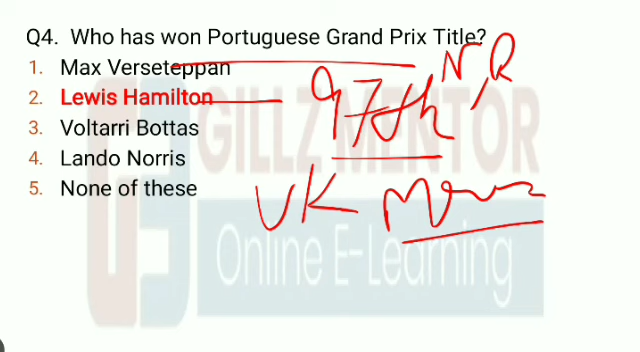 Q4. Who has won Portuguese Grand Prix Title?
1. Max Verseteppan
2. Lewis Hamilton
3. Voltarri Bottas
4. Lando Norris
5. None of these
97th N,R
UK Merc
GILLZ MENTOR
Online E-Learning